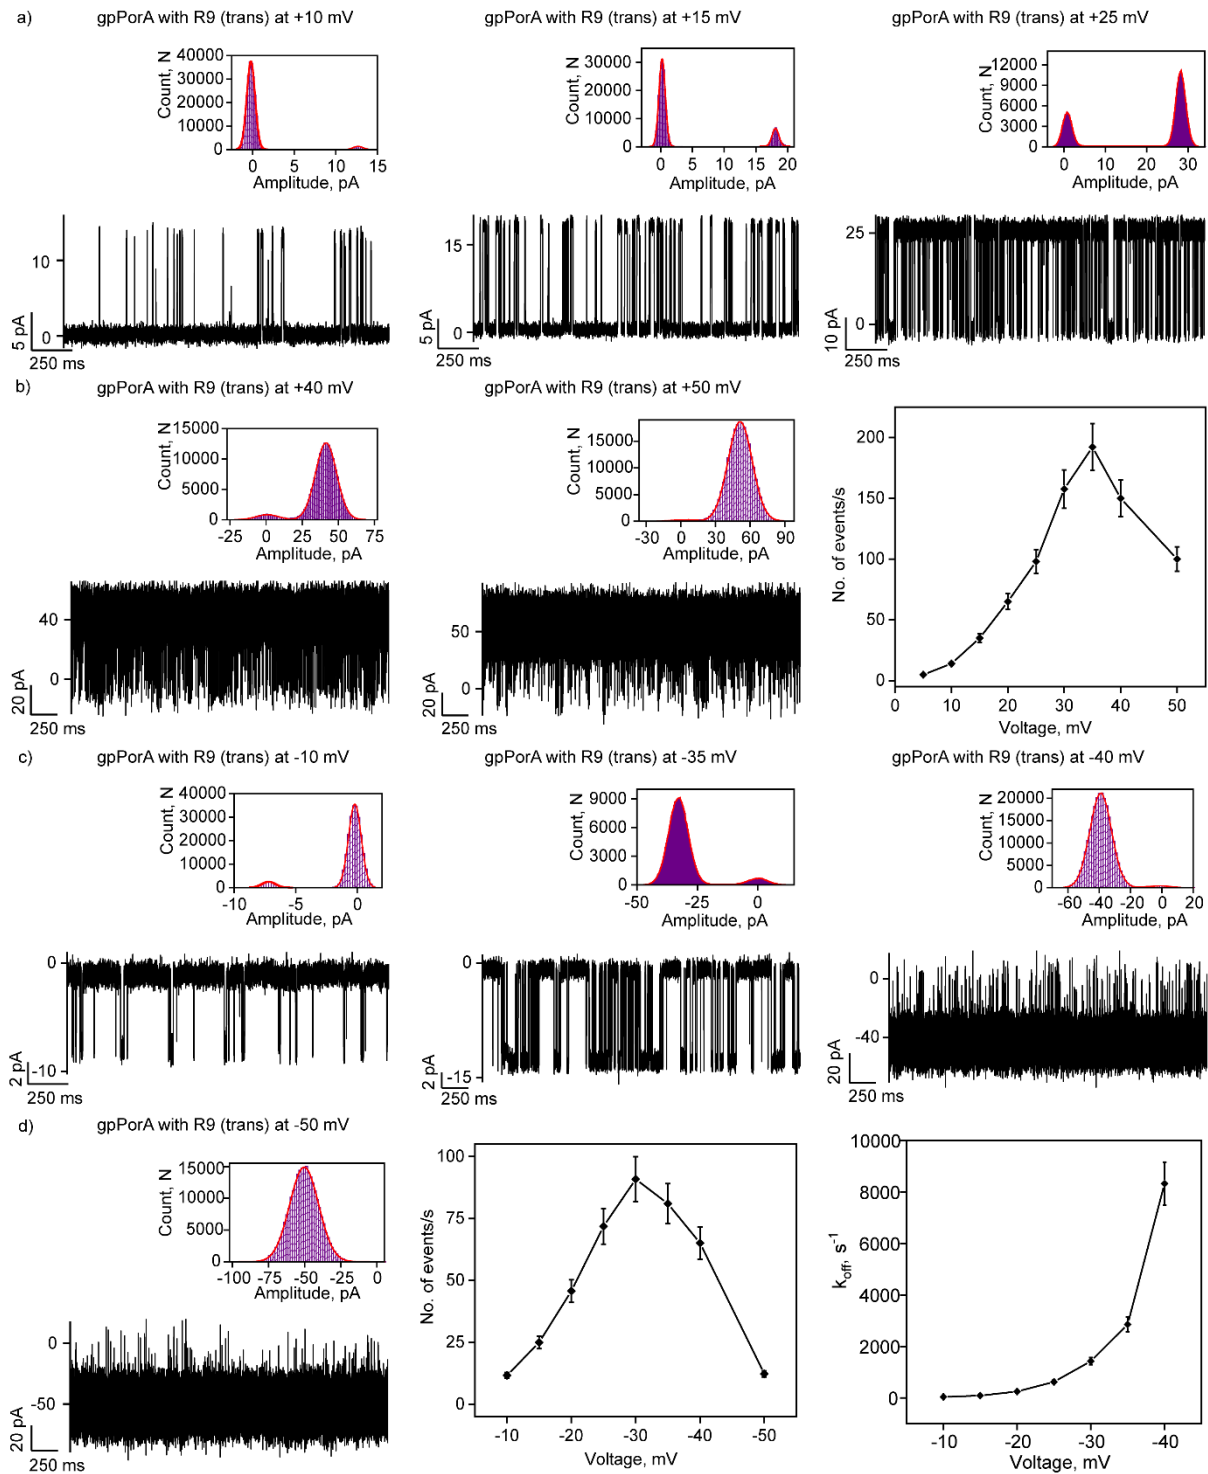 a) gpPorA with R9 (trans) at +10 mV gpPorA with R9 (trans) at +15 mV gpPorA with R9 (trans) at +25 mV
Count, N
40000
30000
20000
10000
0
0 5 10 15
Amplitude, pA
10
0
5 pA
250 ms
Count, N
30000
20000
10000
0
0 5 10 15 20
Amplitude, pA
15
0
5 pA
250 ms
Count, N
12000
9000
6000
3000
0
0 10 20 30
Amplitude, pA
25
0
10 pA
250 ms
b) gpPorA with R9 (trans) at +40 mV gpPorA with R9 (trans) at +50 mV
Count, N
15000
10000
5000
0
-25 0 25 50 75
Amplitude, pA
40
0
20 pA
250 ms
Count, N
15000
10000
5000
0
-30 0 30 60 90
Amplitude, pA
50
0
20 pA
250 ms
No. of events/s
200
150
100
50
0
0 10 20 30 40 50
Voltage, mV
c) gpPorA with R9 (trans) at -10 mV gpPorA with R9 (trans) at -35 mV gpPorA with R9 (trans) at -40 mV
Count, N
40000
30000
20000
10000
0
-10 -5 0
Amplitude, pA
0
-10
2 pA
250 ms
Count, N
9000
6000
3000
0
-50 -25 0
Amplitude, pA
0
-15
2 pA
250 ms
Count, N
20000
15000
10000
5000
0
-60 -40 -20 0 20
Amplitude, pA
0
-40
20 pA
250 ms
d) gpPorA with R9 (trans) at -50 mV
Count, N
15000
10000
5000
0
-100 -75 -50 -25 0
Amplitude, pA
0
-50
20 pA
250 ms
No. of events/s
100
75
50
25
0
-10 -20 -30 -40 -50
Voltage, mV
koff, s-1
10000
8000
6000
4000
2000
0
-10 -20 -30 -40
Voltage, mV